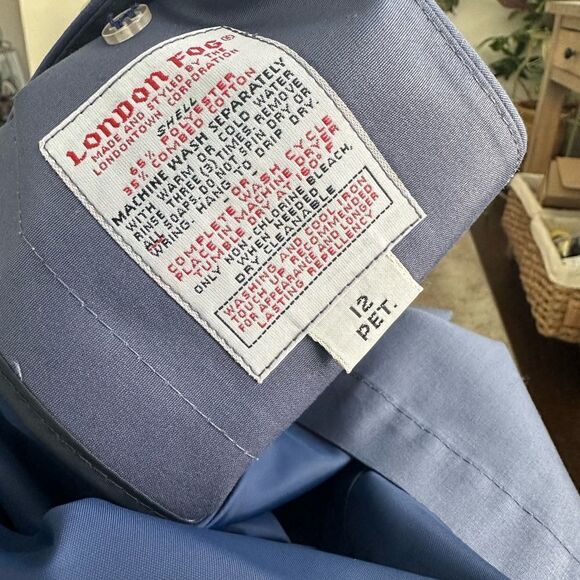 LONDON FOG®
MADE AND STYLED BY THE
LONDONTOWN CORPORATION
SHELL
65% POLYESTER
35% COMBED COTTON
MACHINE WASH SEPARATELY
WITH WARM OR COLD WATER
RINSE THREE (3) TIMES. REMOVE
ALL SOAPS. DO NOT SPIN DRY OR
WRING. HANG TO DRIP DRY.
OR
COMPLETE WASH CYCLE
PLACE IN MACHINE DRYER
TUMBLE DRY AT 160° F
ONLY NON-CHLORINE BLEACH,
WHEN NEEDED
DRY CLEANABLE
WASHING AND COOL IRON
TOUCH UP, RECOMMENDED
FOR APPEARANCE AND LONGER
LASTING REPELLENCY
12
PET.